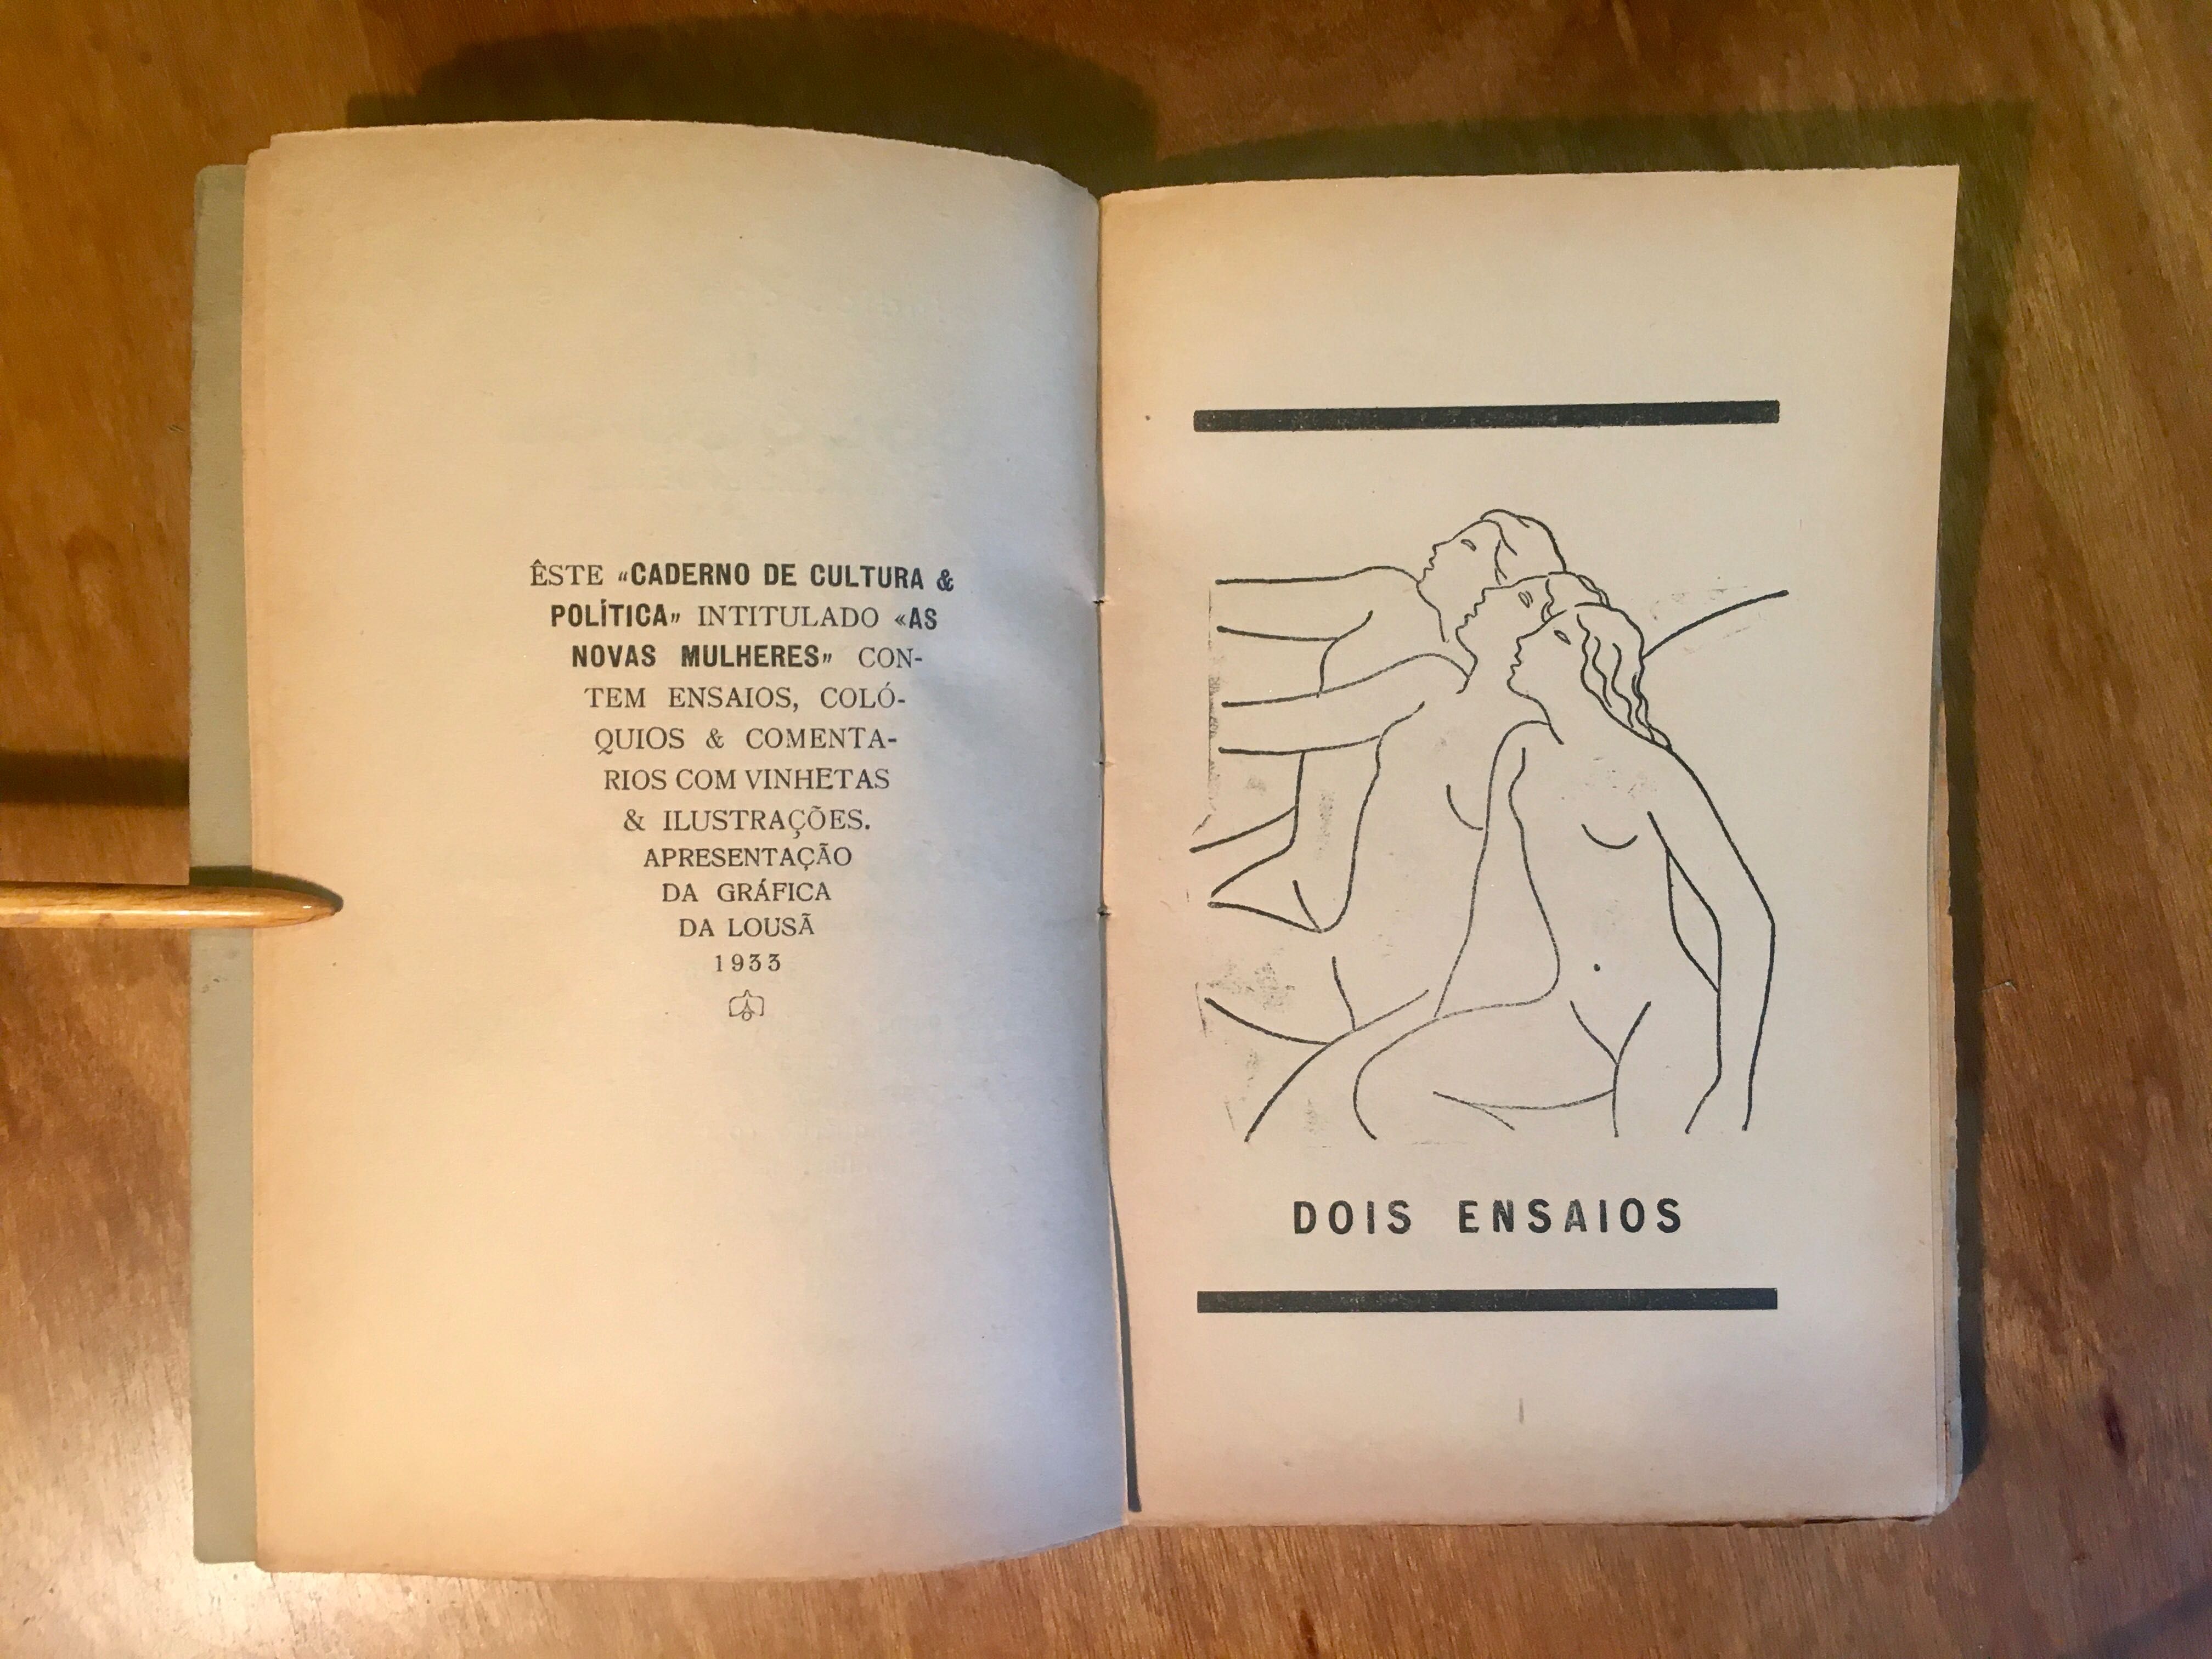 ÊSTE «CADERNO DE CULTURA &
POLÍTICA» INTITULADO «AS
NOVAS MULHERES» CON-
TEM ENSAIOS, COLÓ-
QUIOS & COMENTA-
RIOS COM VINHETAS
& ILUSTRAÇÕES.
APRESENTAÇÃO
DA GRÁFICA
DA LOUSÃ
1933
DOIS ENSAIOS